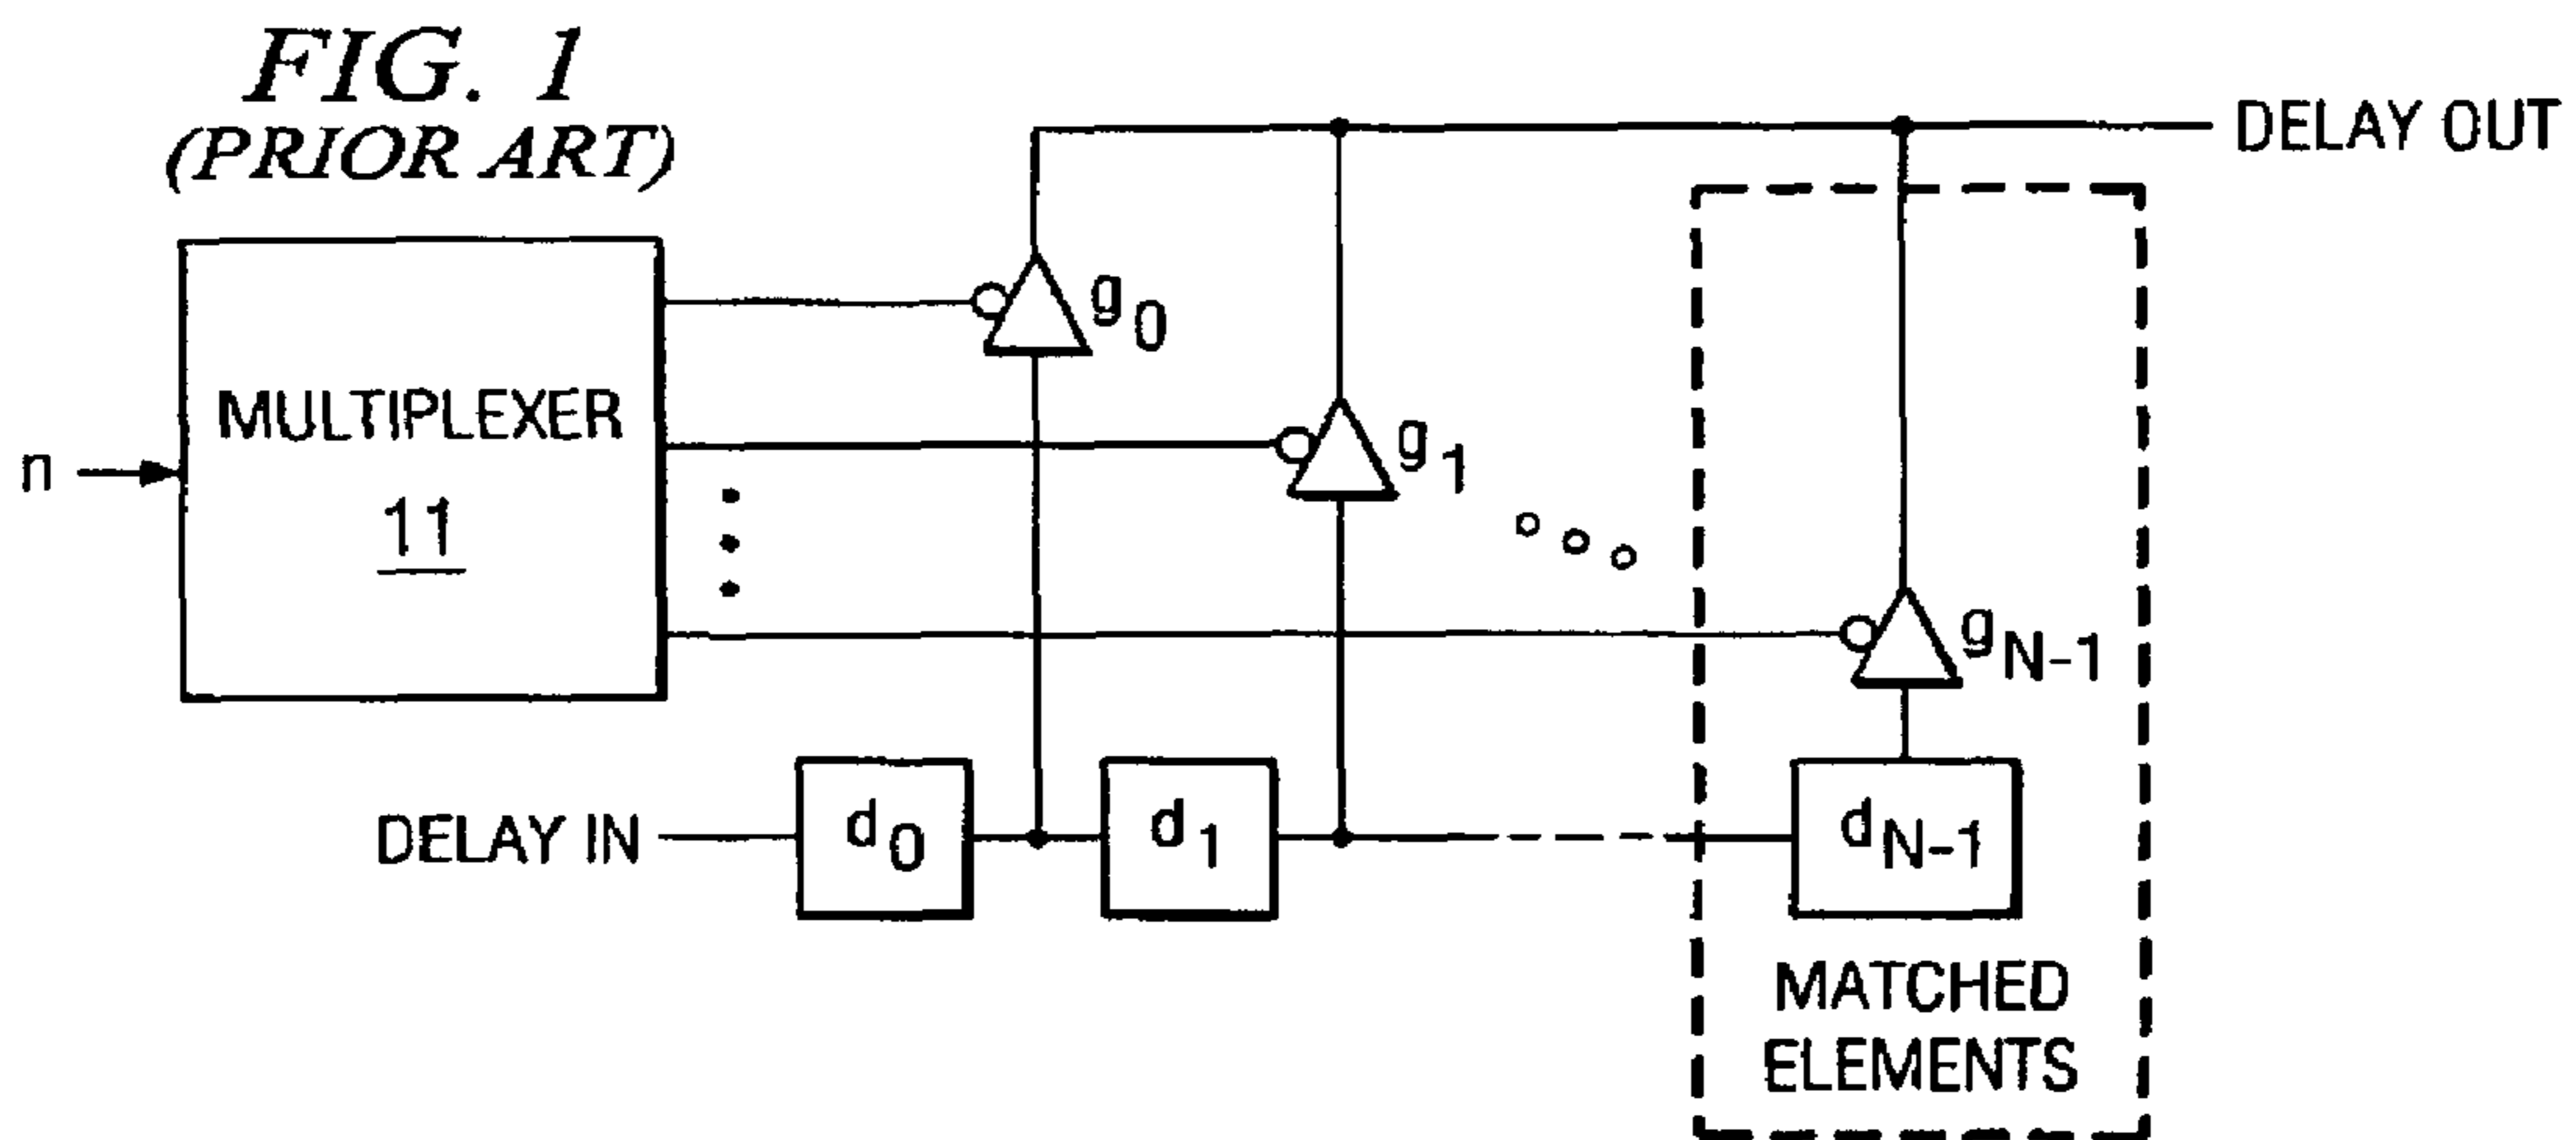 FIG. 1
(PRIOR ART)
DELAY OUT
g0
MULTIPLEXER
g1
n
11
gN-1
DELAY IN
d0
d1
dN-1
MATCHED
ELEMENTS